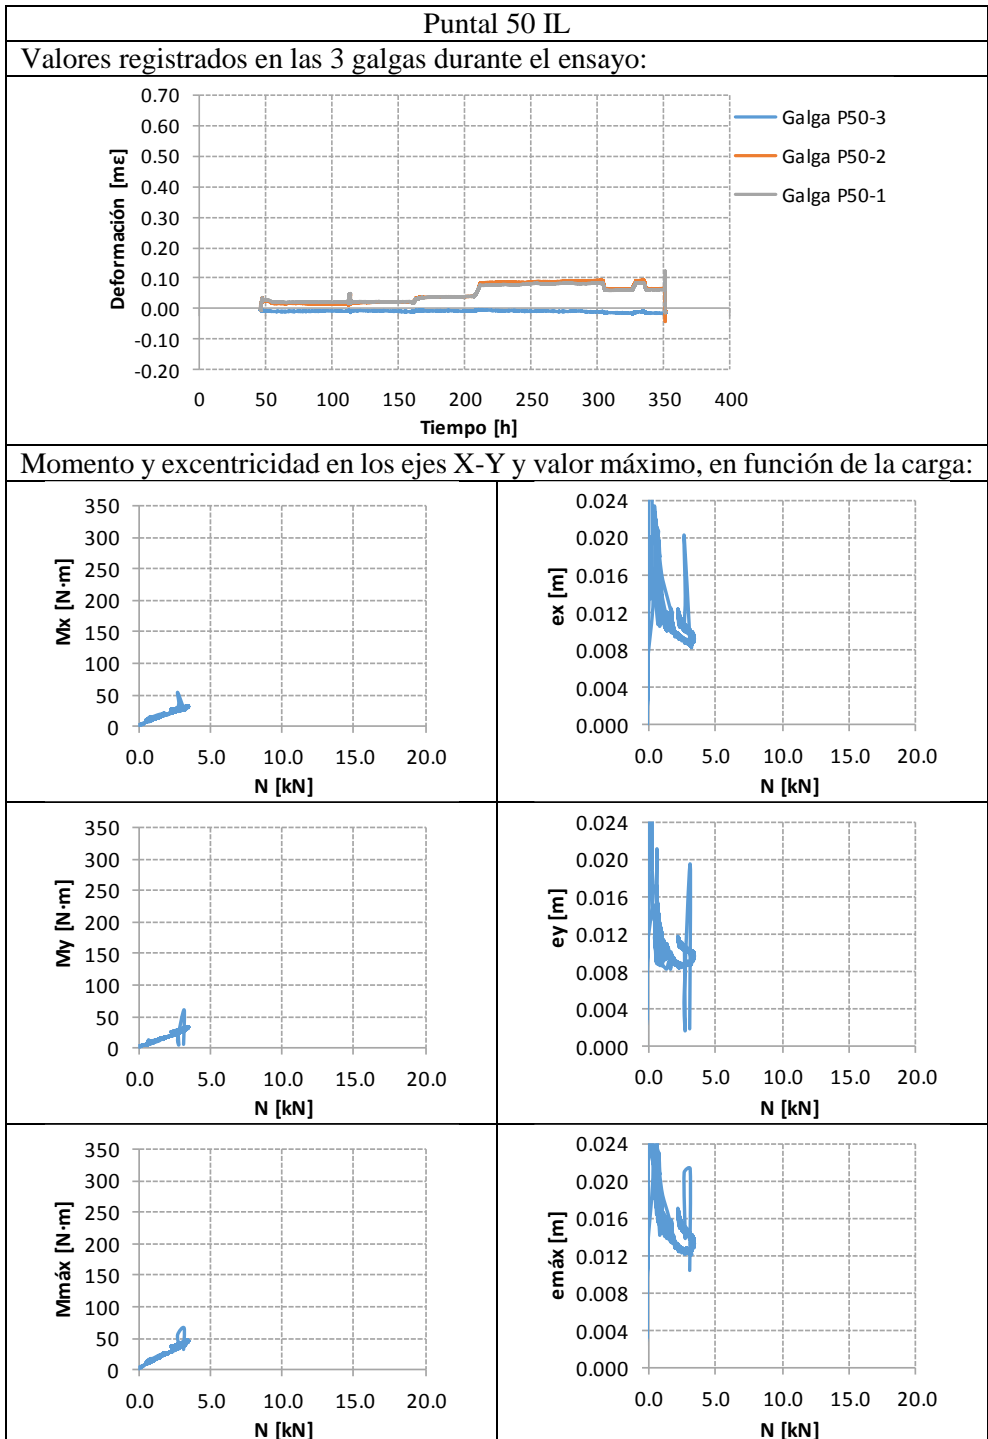 Puntal 50 IL
Valores registrados en las 3 galgas durante el ensayo:
0.70
0.60
0.50
0.40
0.30
0.20
0.10
0.00
-0.10
-0.20
Deformación [mε]
0 50 100 150 200 250 300 350 400
Tiempo [h]
Galga P50-3
Galga P50-2
Galga P50-1
Momento y excentricidad en los ejes X-Y y valor máximo, en función de la carga:
350
300
250
200
150
100
50
0
Mx [N·m]
0.0 5.0 10.0 15.0 20.0
N [kN]
0.024
0.020
0.016
0.012
0.008
0.004
0.000
ex [m]
0.0 5.0 10.0 15.0 20.0
N [kN]
350
300
250
200
150
100
50
0
My [N·m]
0.0 5.0 10.0 15.0 20.0
N [kN]
0.024
0.020
0.016
0.012
0.008
0.004
0.000
ey [m]
0.0 5.0 10.0 15.0 20.0
N [kN]
350
300
250
200
150
100
50
0
Mmáx [N·m]
0.0 5.0 10.0 15.0 20.0
N [kN]
0.024
0.020
0.016
0.012
0.008
0.004
0.000
emáx [m]
0.0 5.0 10.0 15.0 20.0
N [kN]